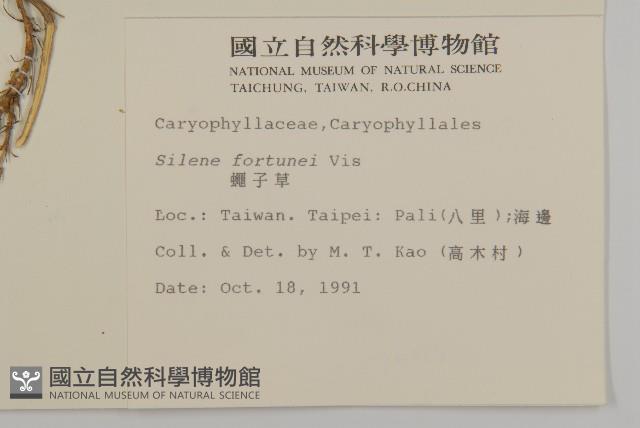 國立自然科學博物館
NATIONAL MUSEUM OF NATURAL SCIENCE
TAICHUNG, TAIWAN, R.O.CHINA
Caryophyllaceae,Caryophyllales
Silene fortunei Vis
蠅子草
Loc.: Taiwan. Taipei: Pali(八里);海邊
Coll. & Det. by M. T. Kao (高木村)
Date: Oct. 18, 1991
國立自然科學博物館
NATIONAL MUSEUM OF NATURAL SCIENCE